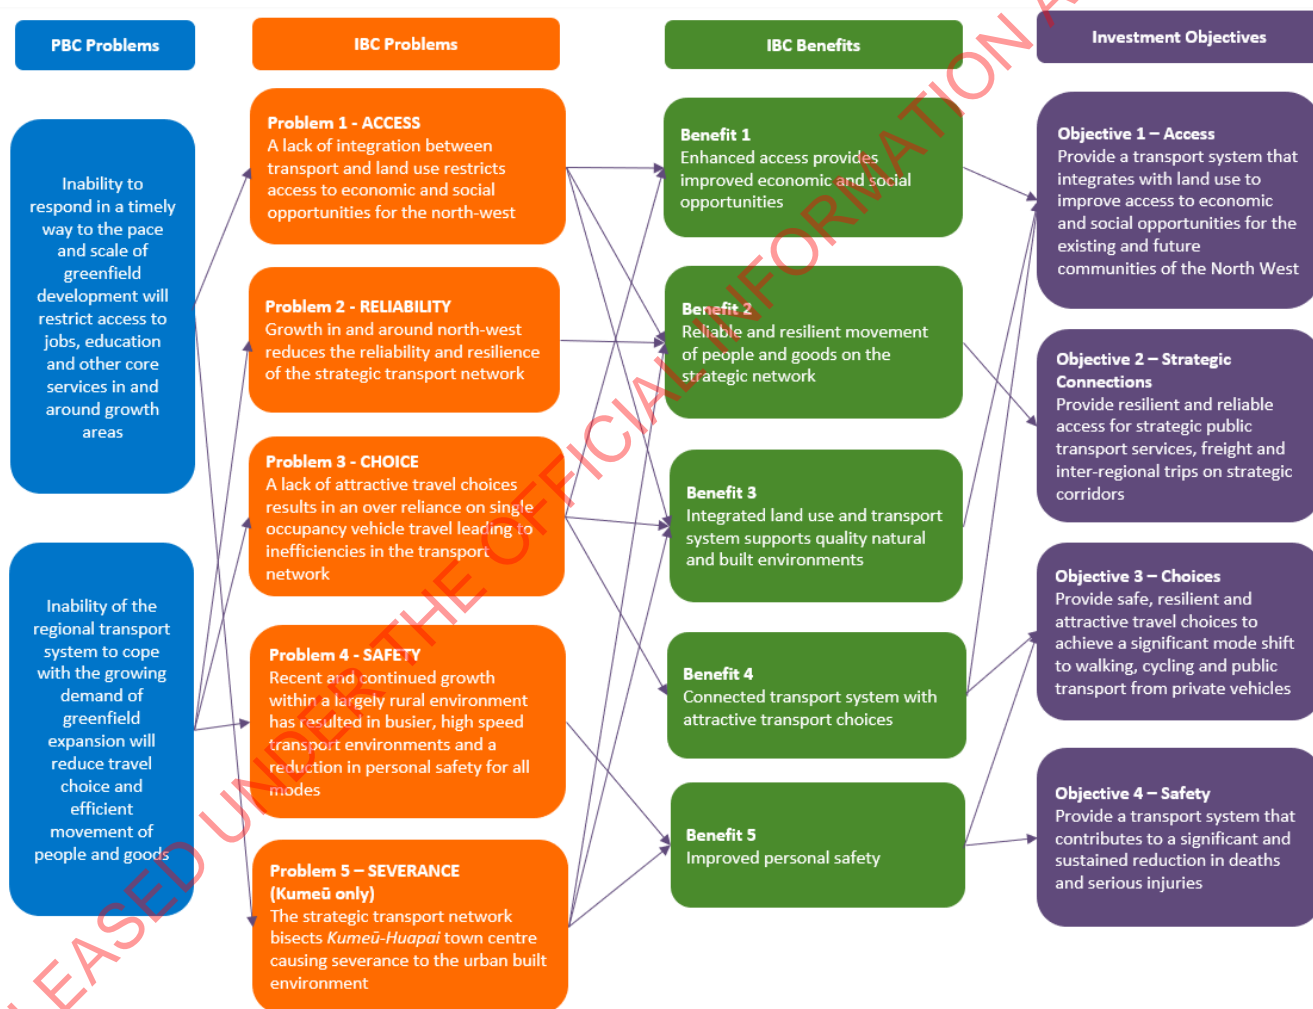 PBC Problems
IBC Problems
IBC Benefits
Investment Objectives
Inability to
respond in a timely
way to the pace
and scale of
greenfield
development will
restrict access to
jobs, education
and other core
services in and
around growth
areas
Inability of the
regional transport
system to cope
with the growing
demand of
greenfield
expansion will
reduce travel
choice and
efficient
movement of
people and goods
Problem 1 - ACCESS
A lack of integration between
transport and land use restricts
access to economic and social
opportunities for the north-west
Problem 2 - RELIABILITY
Growth in and around north-west
reduces the reliability and resilience
of the strategic transport network
Problem 3 - CHOICE
A lack of attractive travel choices
results in an over reliance on single
occupancy vehicle travel leading to
inefficiencies in the transport
network
Problem 4 - SAFETY
Recent and continued growth
within a largely rural environment
has resulted in busier, high speed
transport environments and a
reduction in personal safety for all
modes
Problem 5 – SEVERANCE
(Kumeū only)
The strategic transport network
bisects Kumeū-Huapai town centre
causing severance to the urban built
environment
Benefit 1
Enhanced access provides
improved economic and social
opportunities
Benefit 2
Reliable and resilient movement
of people and goods on the
strategic network
Benefit 3
Integrated land use and transport
system supports quality natural
and built environments
Benefit 4
Connected transport system with
attractive transport choices
Benefit 5
Improved personal safety
Objective 1 – Access
Provide a transport system that
integrates with land use to
improve access to economic
and social opportunities for the
existing and future
communities of the North West
Objective 2 – Strategic
Connections
Provide resilient and reliable
access for strategic public
transport services, freight and
inter-regional trips on strategic
corridors
Objective 3 – Choices
Provide safe, resilient and
attractive travel choices to
achieve a significant mode shift
to walking, cycling and public
transport from private vehicles
Objective 4 – Safety
Provide a transport system that
contributes to a significant and
sustained reduction in deaths
and serious injuries
LEASED UNDER THE OFFICIAL INFORMATION A